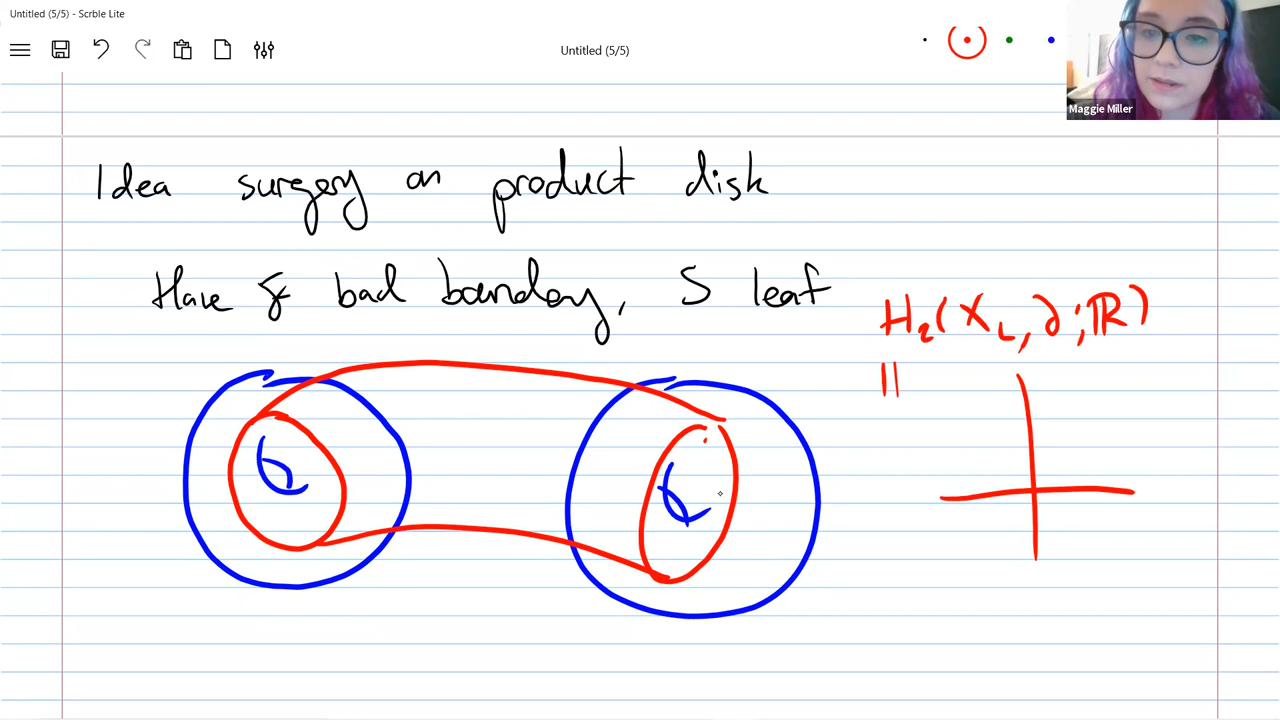 Untitled (5/5) - Scrble Lite
Untitled (5/5)
Maggie Miller
Idea surgery on product disk
Have F bad bounday, S leaf
H₂(X_L, ∂; ℝ)
=